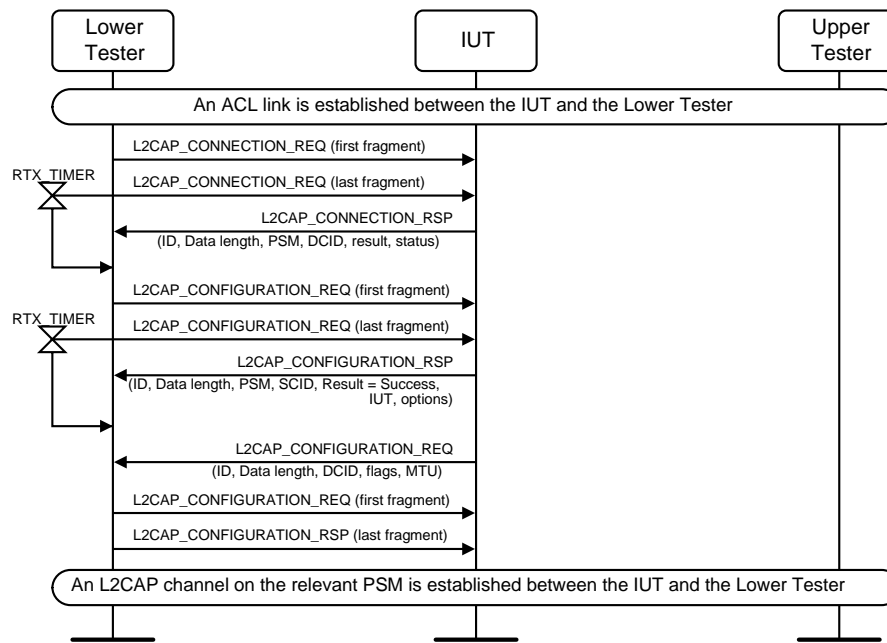 Lower
Tester
IUT
Upper
Tester
An ACL link is established between the IUT and the Lower Tester
L2CAP_CONNECTION_REQ (first fragment)
RTX_TIMER
L2CAP_CONNECTION_REQ (last fragment)
L2CAP_CONNECTION_RSP
(ID, Data length, PSM, DCID, result, status)
L2CAP_CONFIGURATION_REQ (first fragment)
RTX_TIMER
L2CAP_CONFIGURATION_REQ (last fragment)
L2CAP_CONFIGURATION_RSP
(ID, Data length, PSM, SCID, Result = Success,
IUT, options)
L2CAP_CONFIGURATION_REQ
(ID, Data length, DCID, flags, MTU)
L2CAP_CONFIGURATION_REQ (first fragment)
L2CAP_CONFIGURATION_RSP (last fragment)
An L2CAP channel on the relevant PSM is established between the IUT and the Lower Tester